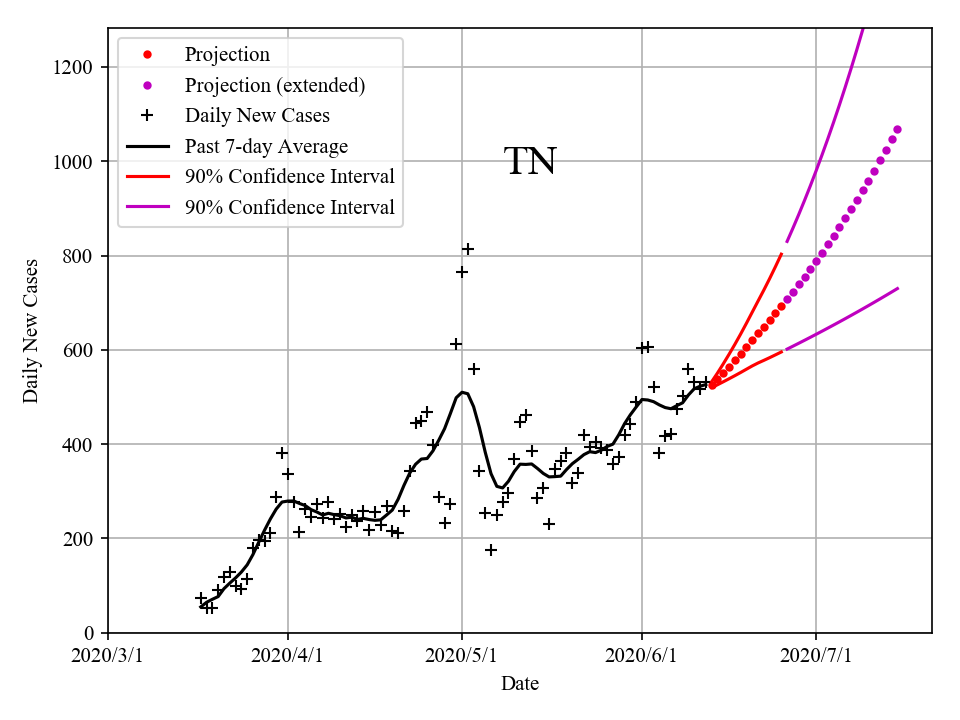 1200
1000
800
600
400
200
0
Daily New Cases
Projection
Projection (extended)
Daily New Cases
Past 7-day Average
90% Confidence Interval
90% Confidence Interval
TN
2020/3/1 2020/4/1 2020/5/1 2020/6/1 2020/7/1
Date